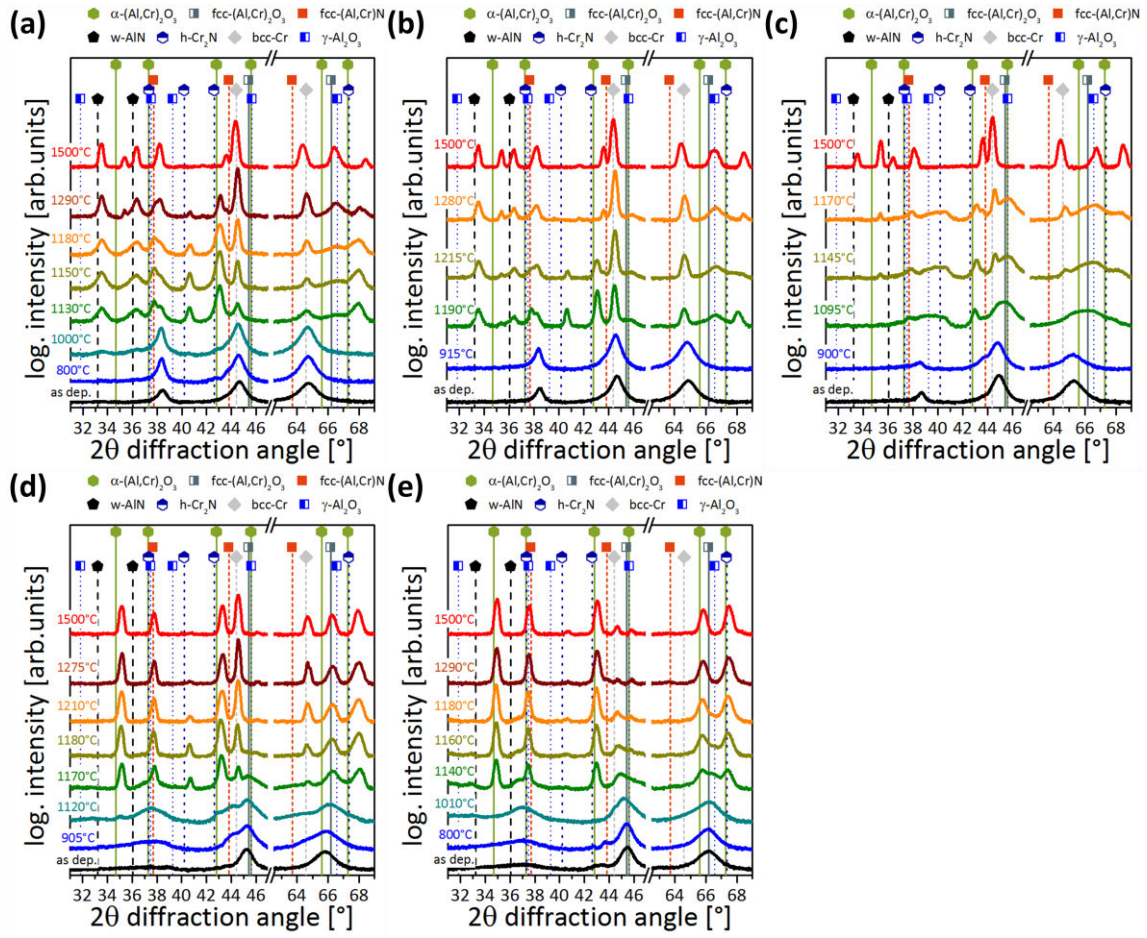 (a)
α-(Al,Cr)₂O₃ fcc-(Al,Cr)₂O₃ fcc-(Al,Cr)N
w-AlN h-Cr₂N bcc-Cr γ-Al₂O₃
log. intensity [arb.units]
1500°C
1290°C
1180°C
1150°C
1130°C
1000°C
800°C
as dep.
32 34 36 38 40 42 44 46 64 66 68
2θ diffraction angle [°]
(b)
α-(Al,Cr)₂O₃ fcc-(Al,Cr)₂O₃ fcc-(Al,Cr)N
w-AlN h-Cr₂N bcc-Cr γ-Al₂O₃
log. intensity [arb.units]
1500°C
1280°C
1215°C
1190°C
915°C
as dep.
32 34 36 38 40 42 44 46 64 66 68
2θ diffraction angle [°]
(c)
α-(Al,Cr)₂O₃ fcc-(Al,Cr)₂O₃ fcc-(Al,Cr)N
w-AlN h-Cr₂N bcc-Cr γ-Al₂O₃
log. intensity [arb.units]
1500°C
1170°C
1145°C
1095°C
900°C
as dep.
32 34 36 38 40 42 44 46 64 66 68
2θ diffraction angle [°]
(d)
α-(Al,Cr)₂O₃ fcc-(Al,Cr)₂O₃ fcc-(Al,Cr)N
w-AlN h-Cr₂N bcc-Cr γ-Al₂O₃
log. intensity [arb.units]
1500°C
1275°C
1210°C
1180°C
1170°C
1120°C
905°C
as dep.
32 34 36 38 40 42 44 46 64 66 68
2θ diffraction angle [°]
(e)
α-(Al,Cr)₂O₃ fcc-(Al,Cr)₂O₃ fcc-(Al,Cr)N
w-AlN h-Cr₂N bcc-Cr γ-Al₂O₃
log. intensity [arb.units]
1500°C
1290°C
1180°C
1160°C
1140°C
1010°C
800°C
as dep.
32 34 36 38 40 42 44 46 64 66 68
2θ diffraction angle [°]